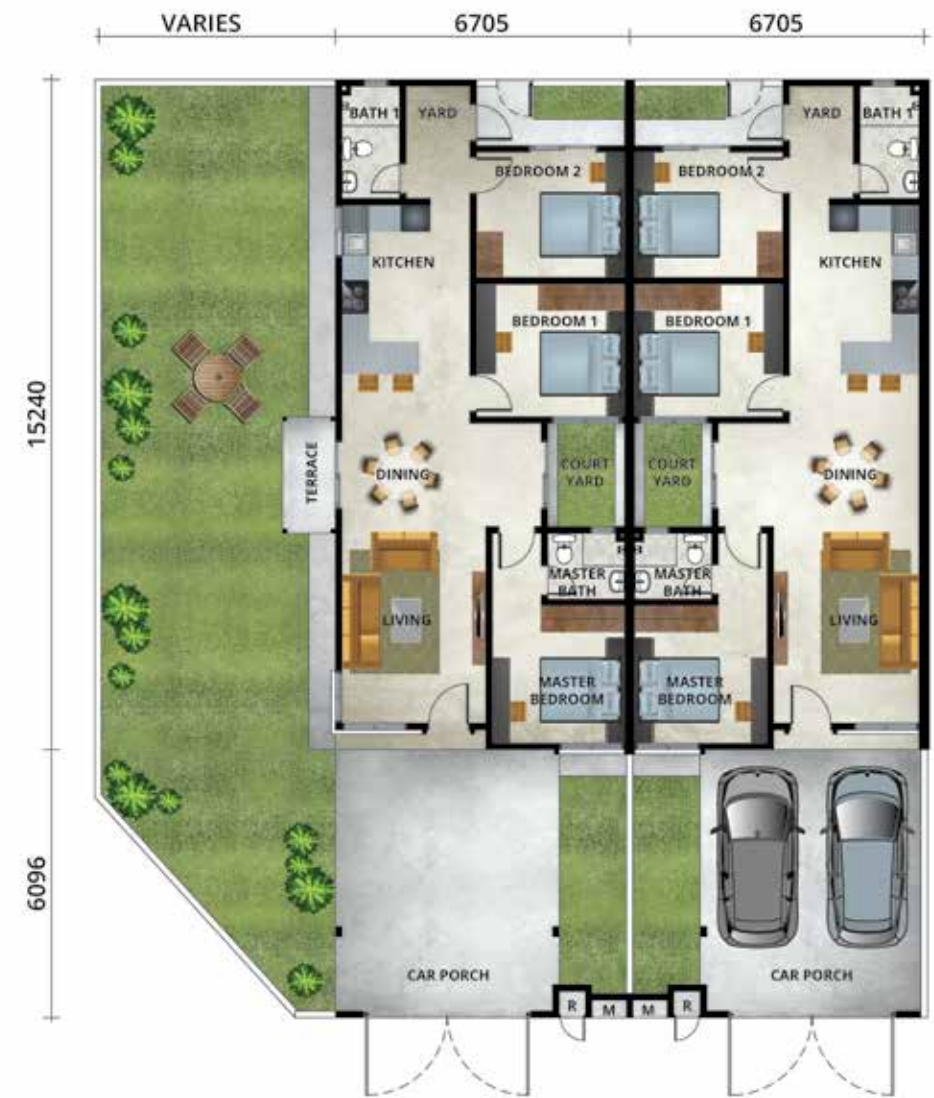 VARIES 6705 6705
BATH 1 YARD YARD BATH 1
BEDROOM 2 BEDROOM 2
KITCHEN KITCHEN
BEDROOM 1 BEDROOM 1
15240
TERRACE
DINING
COURT
YARD
COURT
YARD
DINING
MASTER
BATH
MASTER
BATH
LIVING LIVING
MASTER
BEDROOM
MASTER
BEDROOM
6096
CAR PORCH CAR PORCH
R M M R